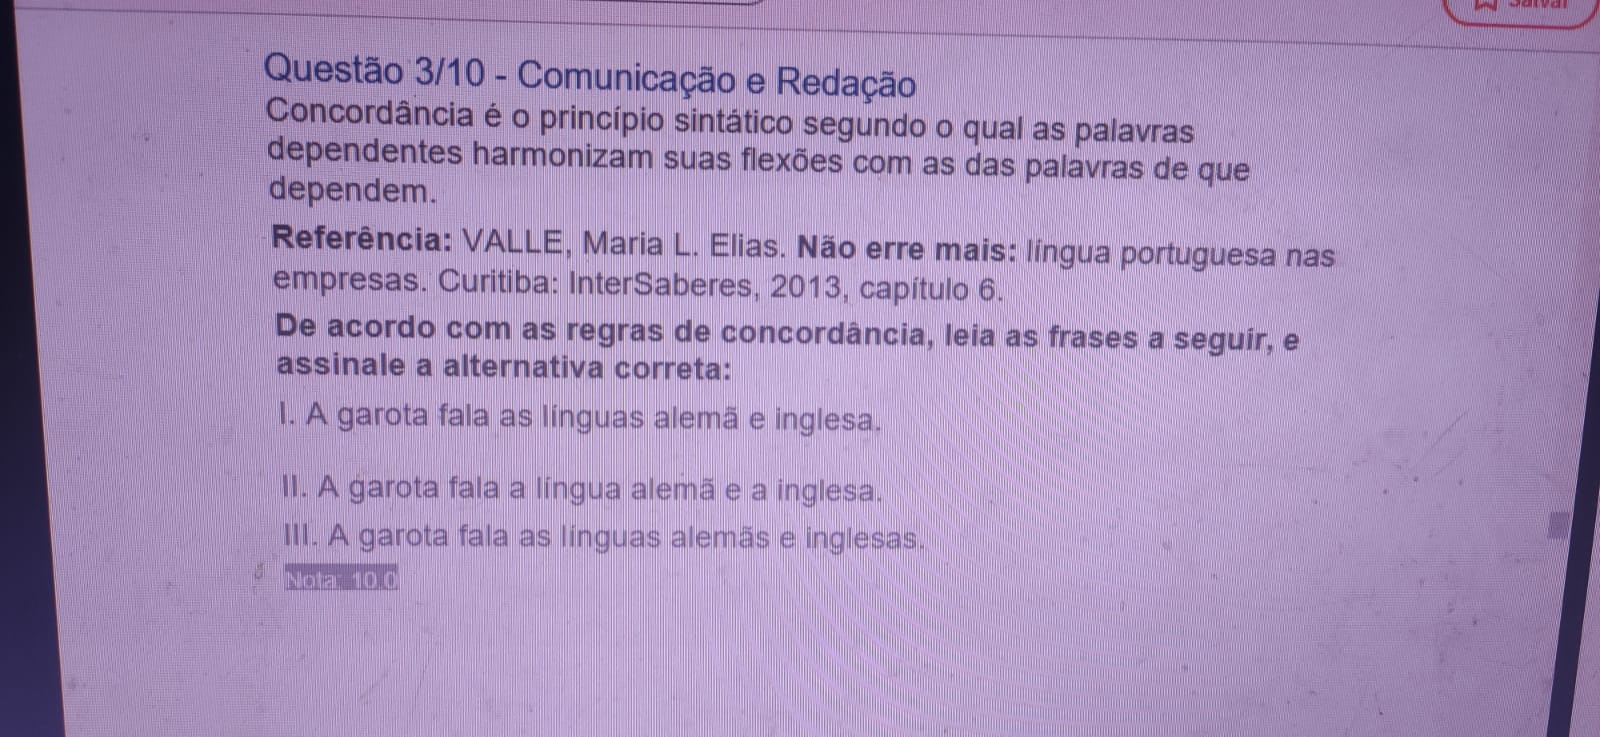 Salvar
Questão 3/10 - Comunicação e Redação
Concordância é o princípio sintático segundo o qual as palavras
dependentes harmonizam suas flexões com as das palavras de que
dependem.
Referência: VALLE, Maria L. Elias. Não erre mais: língua portuguesa nas
empresas. Curitiba: InterSaberes, 2013, capítulo 6.
De acordo com as regras de concordância, leia as frases a seguir, e
assinale a alternativa correta:
I. A garota fala as línguas alemã e inglesa.
II. A garota fala a língua alemã e a inglesa.
III. A garota fala as línguas alemãs e inglesas.
Nota: 10.0